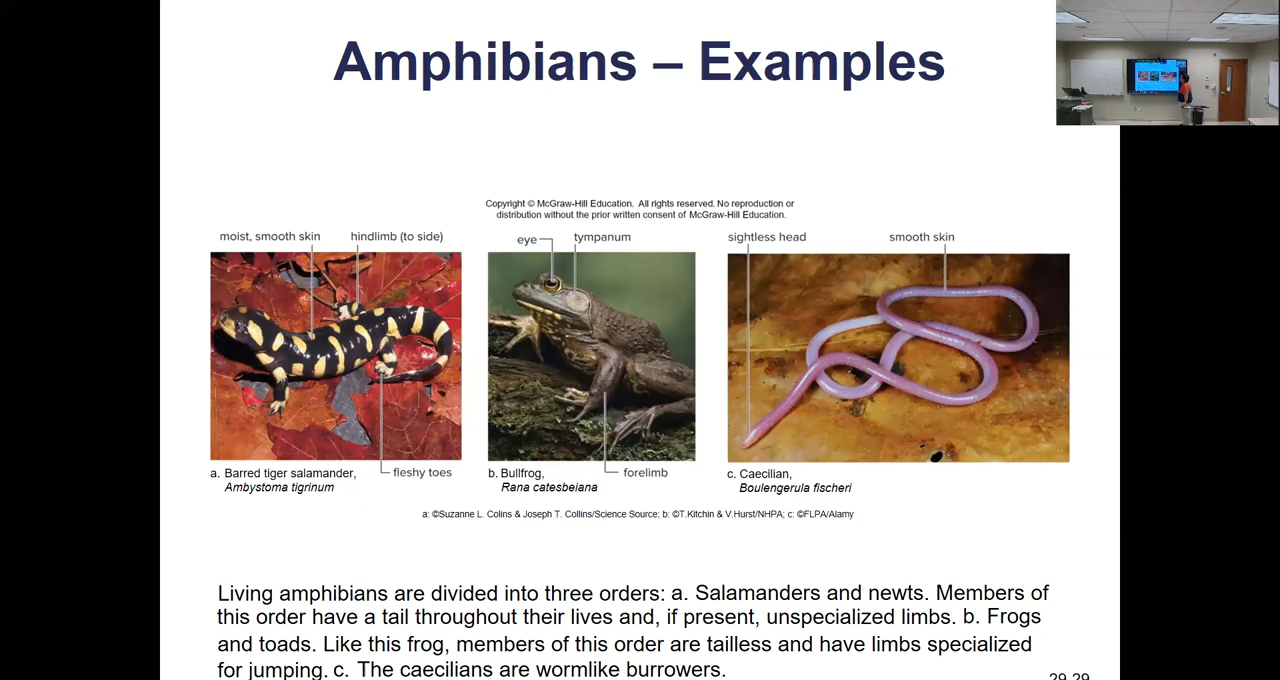 Amphibians – Examples
Copyright © McGraw-Hill Education. All rights reserved. No reproduction or
distribution without the prior written consent of McGraw-Hill Education.
moist, smooth skin
hindlimb (to side)
fleshy toes
a. Barred tiger salamander,
Ambystoma tigrinum
eye
tympanum
forelimb
b. Bullfrog,
Rana catesbeiana
sightless head
smooth skin
c. Caecilian,
Boulengerula fischeri
a: ©Suzanne L. Colins & Joseph T. Collins/Science Source; b: ©T.Kitchin & V.Hurst/NHPA; c: ©FLPA/Alamy
Living amphibians are divided into three orders: a. Salamanders and newts. Members of
this order have a tail throughout their lives and, if present, unspecialized limbs. b. Frogs
and toads. Like this frog, members of this order are tailless and have limbs specialized
for jumping. c. The caecilians are wormlike burrowers.
29.29